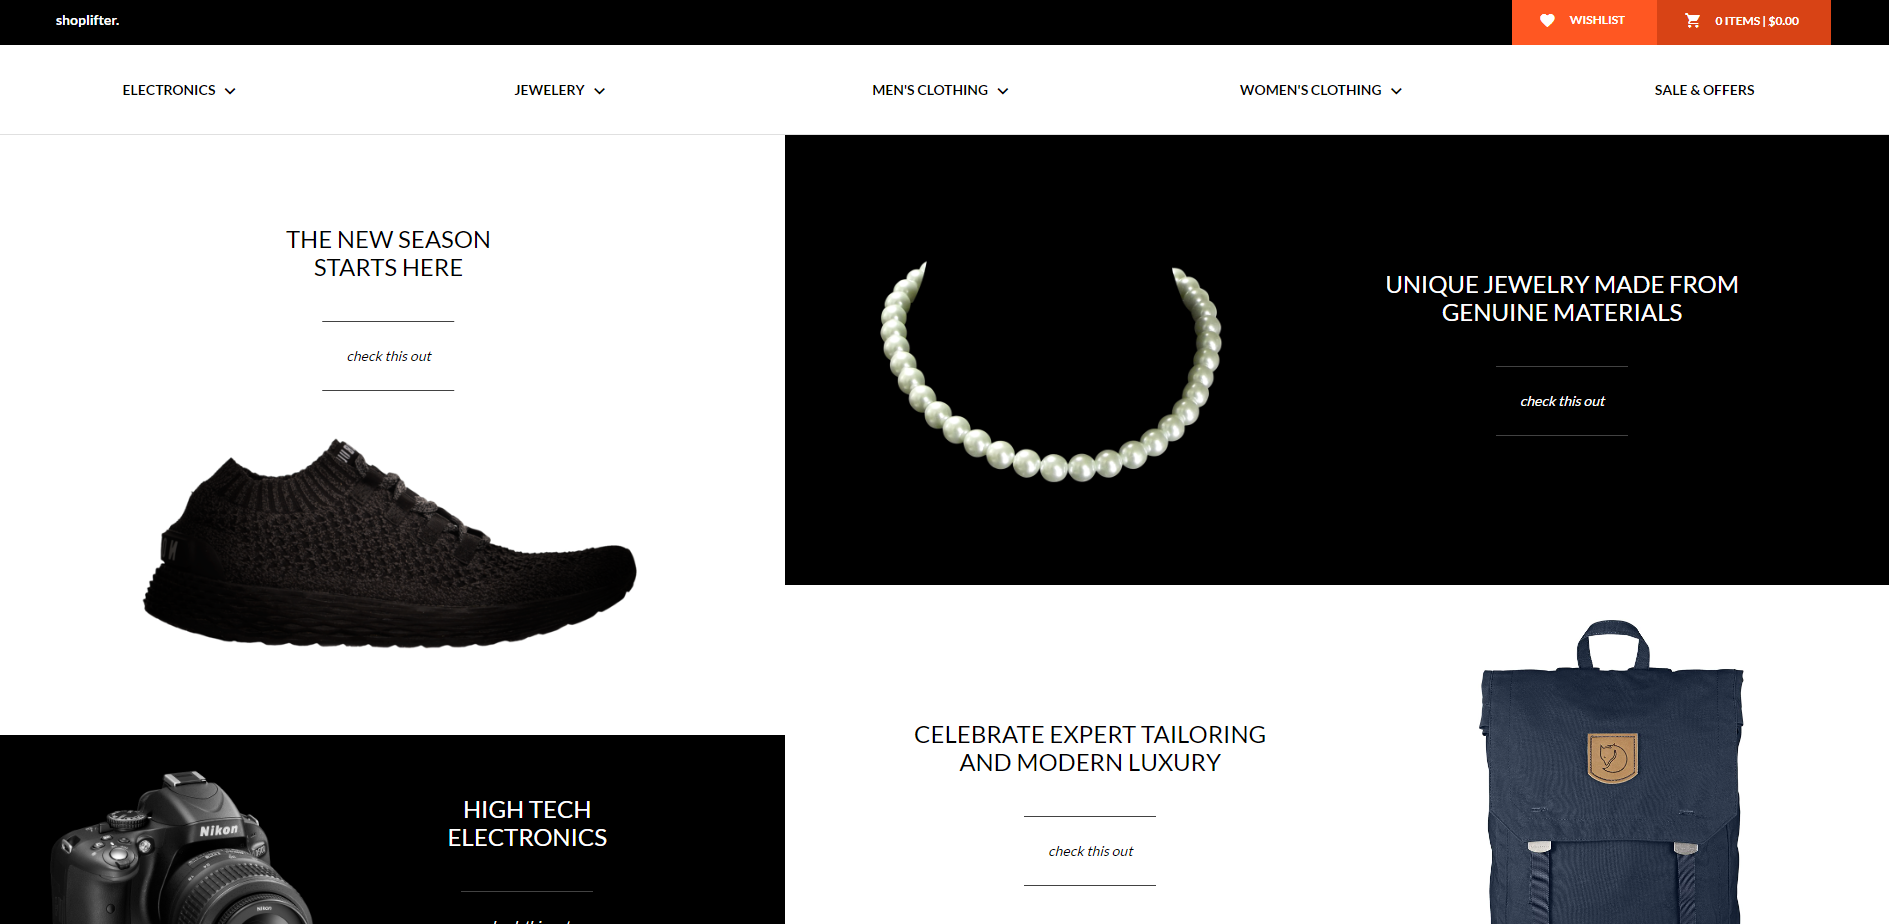 shoplifter.
WISHLIST
0 ITEMS | $0.00
ELECTRONICS
JEWELERY
MEN'S CLOTHING
WOMEN'S CLOTHING
SALE & OFFERS
THE NEW SEASON
STARTS HERE
check this out
UNIQUE JEWELRY MADE FROM
GENUINE MATERIALS
check this out
CELEBRATE EXPERT TAILORING
AND MODERN LUXURY
check this out
HIGH TECH
ELECTRONICS
Nikon
Nikon